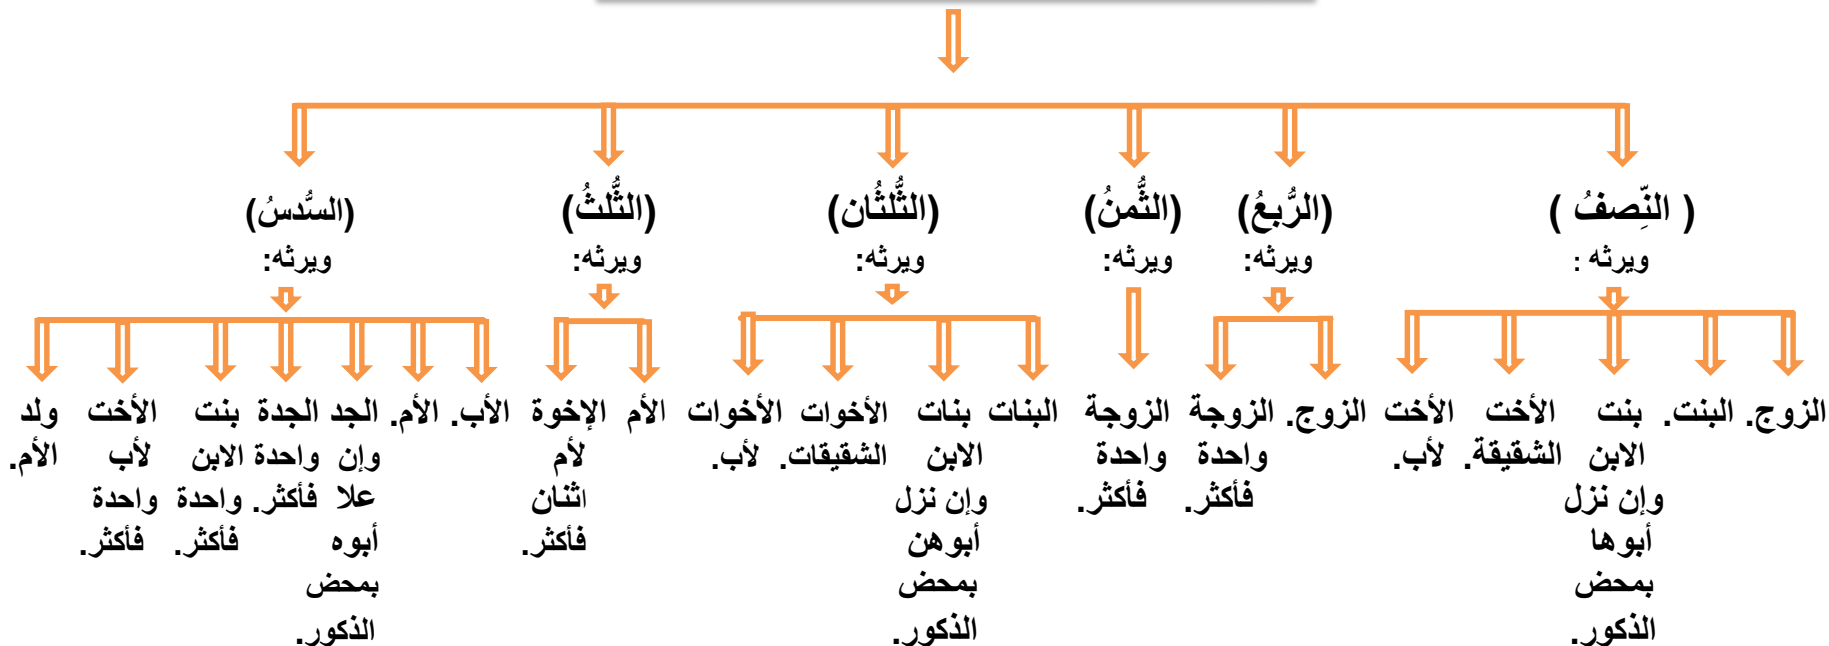 ( النِّصفُ )
ويرثه :
الزوج.
البنت.
بنت
الابن
وإن نزل
أبوها
بمحض
الذكور.
الأخت
الشقيقة.
الأخت
لأب.
(الرُّبعُ)
ويرثه:
الزوج.
الزوجة
واحدة
فأكثر.
(الثُّمنُ)
ويرثه:
الزوجة
واحدة
فأكثر.
(الثُّلثُان)
ويرثه:
البنات
بنات
الابن
وإن نزل
أبوهن
بمحض
الذكور.
الأخوات
الشقيقات.
الأخوات
لأب.
(الثُّلثُ)
ويرثه:
الأم
الإخوة
لأم
اثنان
فأكثر.
(السُّدسُ)
ويرثه:
الأب.
الأم.
الجد
وإن
علا
أبوه
بمحض
الذكور.
الجدة
واحدة
فأكثر.
بنت
الابن
واحدة
فأكثر.
الأخت
لأب
واحدة
فأكثر.
ولد
الأم.